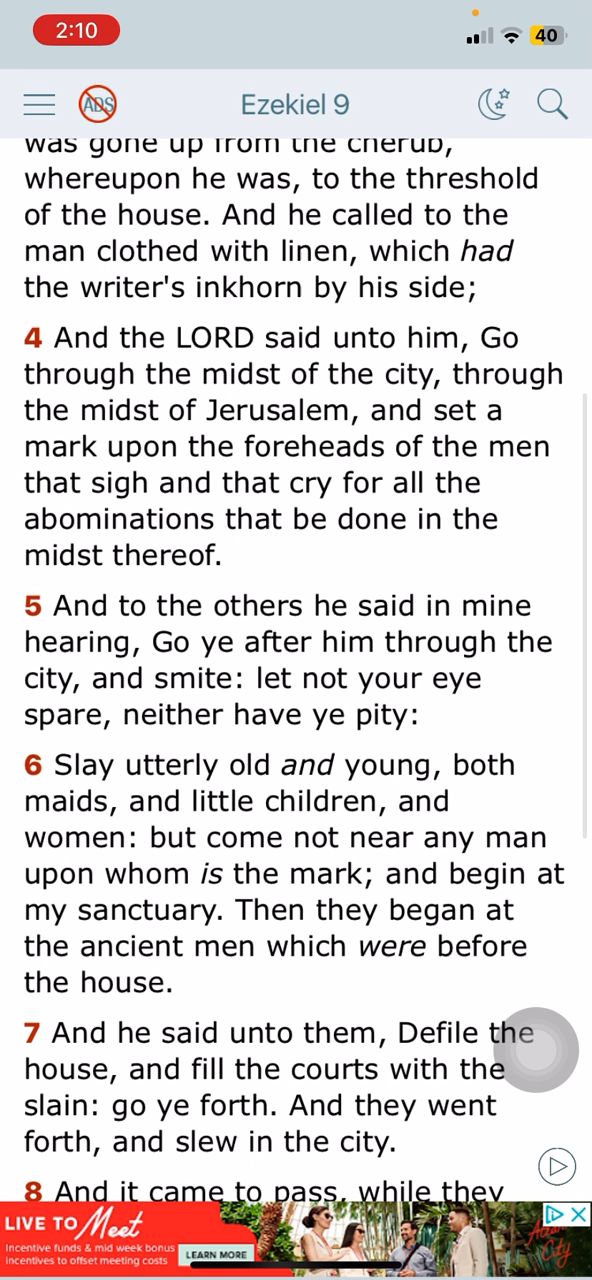 2:10
40
ADS
Ezekiel 9
was gone up from the cherub,
whereupon he was, to the threshold
of the house. And he called to the
man clothed with linen, which had
the writer's inkhorn by his side;
4 And the LORD said unto him, Go
through the midst of the city, through
the midst of Jerusalem, and set a
mark upon the foreheads of the men
that sigh and that cry for all the
abominations that be done in the
midst thereof.
5 And to the others he said in mine
hearing, Go ye after him through the
city, and smite: let not your eye
spare, neither have ye pity:
6 Slay utterly old and young, both
maids, and little children, and
women: but come not near any man
upon whom is the mark; and begin at
my sanctuary. Then they began at
the ancient men which were before
the house.
7 And he said unto them, Defile the
house, and fill the courts with the
slain: go ye forth. And they went
forth, and slew in the city.
8 And it came to pass, while they
LIVE TO Meet
Incentive funds & mid week bonus
incentives to offset meeting costs
LEARN MORE
City